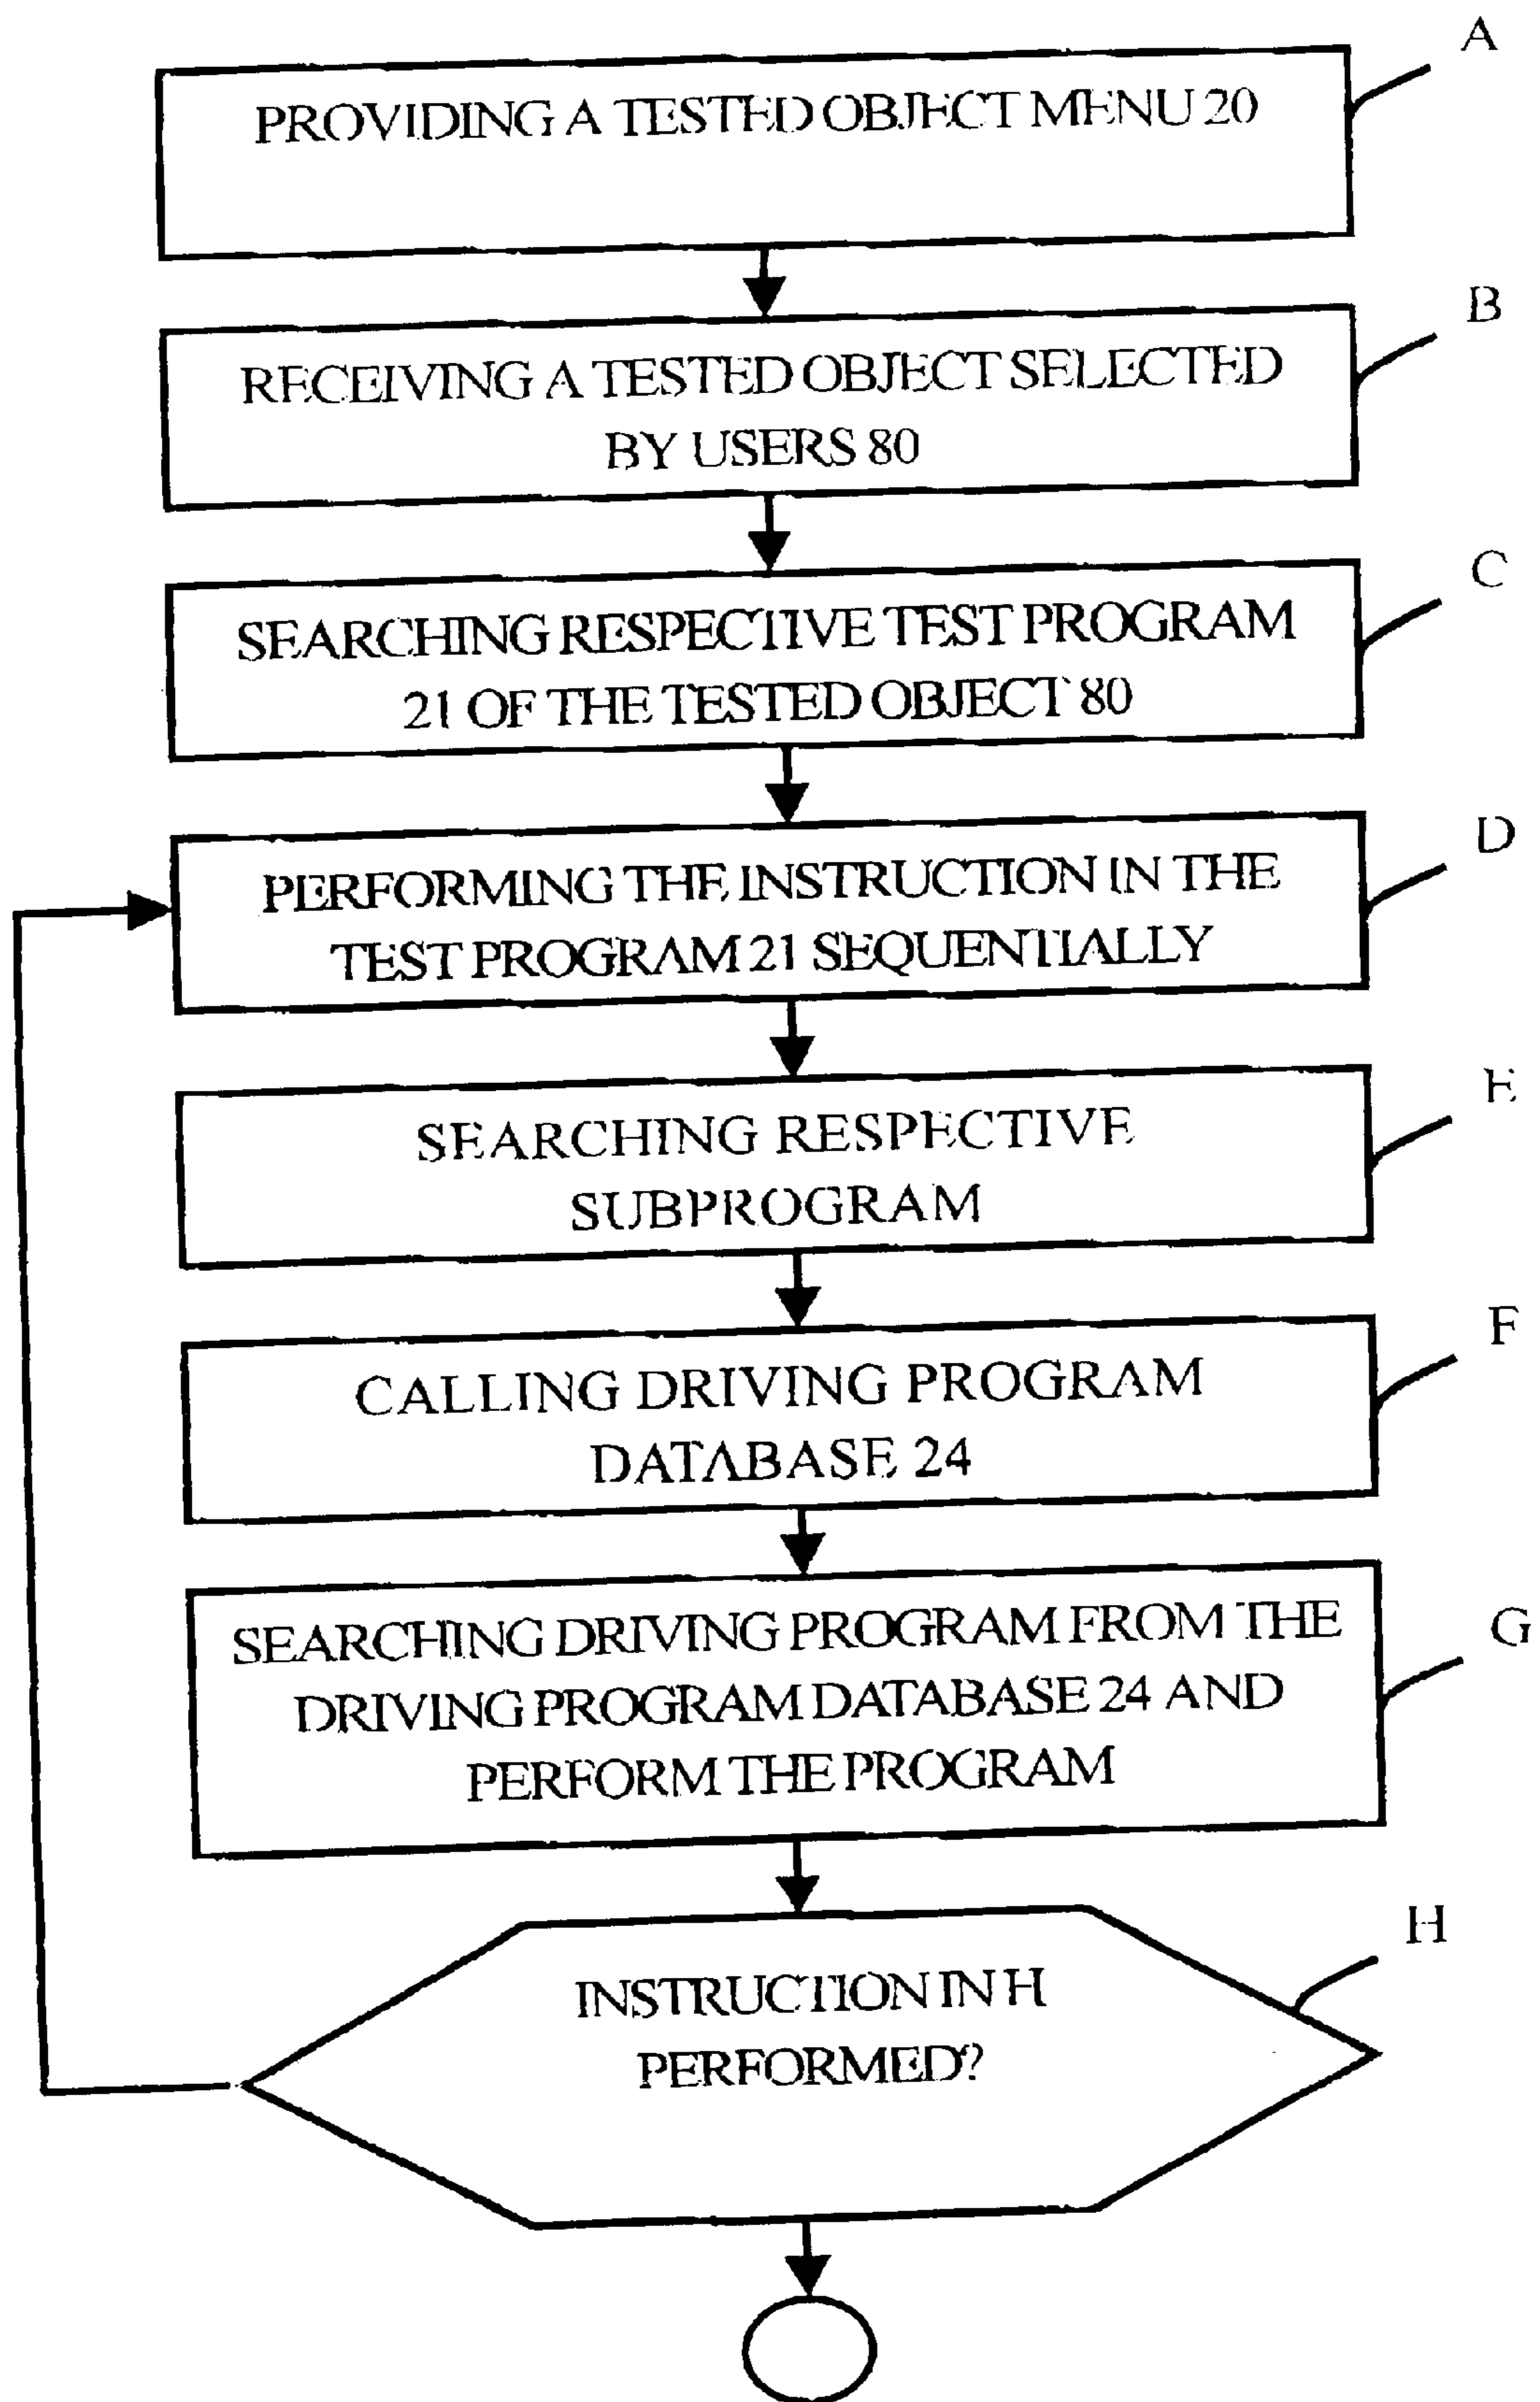 A
PROVIDING A TESTED OBJECT MENU 20
B
RECEIVING A TESTED OBJECT SELECTED
BY USERS 80
C
SEARCHING RESPECTIVE TEST PROGRAM
21 OF THE TESTED OBJECT 80
D
PERFORMING THE INSTRUCTION IN THE
TEST PROGRAM 21 SEQUENTIALLY
E
SEARCHING RESPECTIVE
SUBPROGRAM
F
CALLING DRIVING PROGRAM
DATABASE 24
G
SEARCHING DRIVING PROGRAM FROM THE
DRIVING PROGRAM DATABASE 24 AND
PERFORM THE PROGRAM
H
INSTRUCTION IN H
PERFORMED?